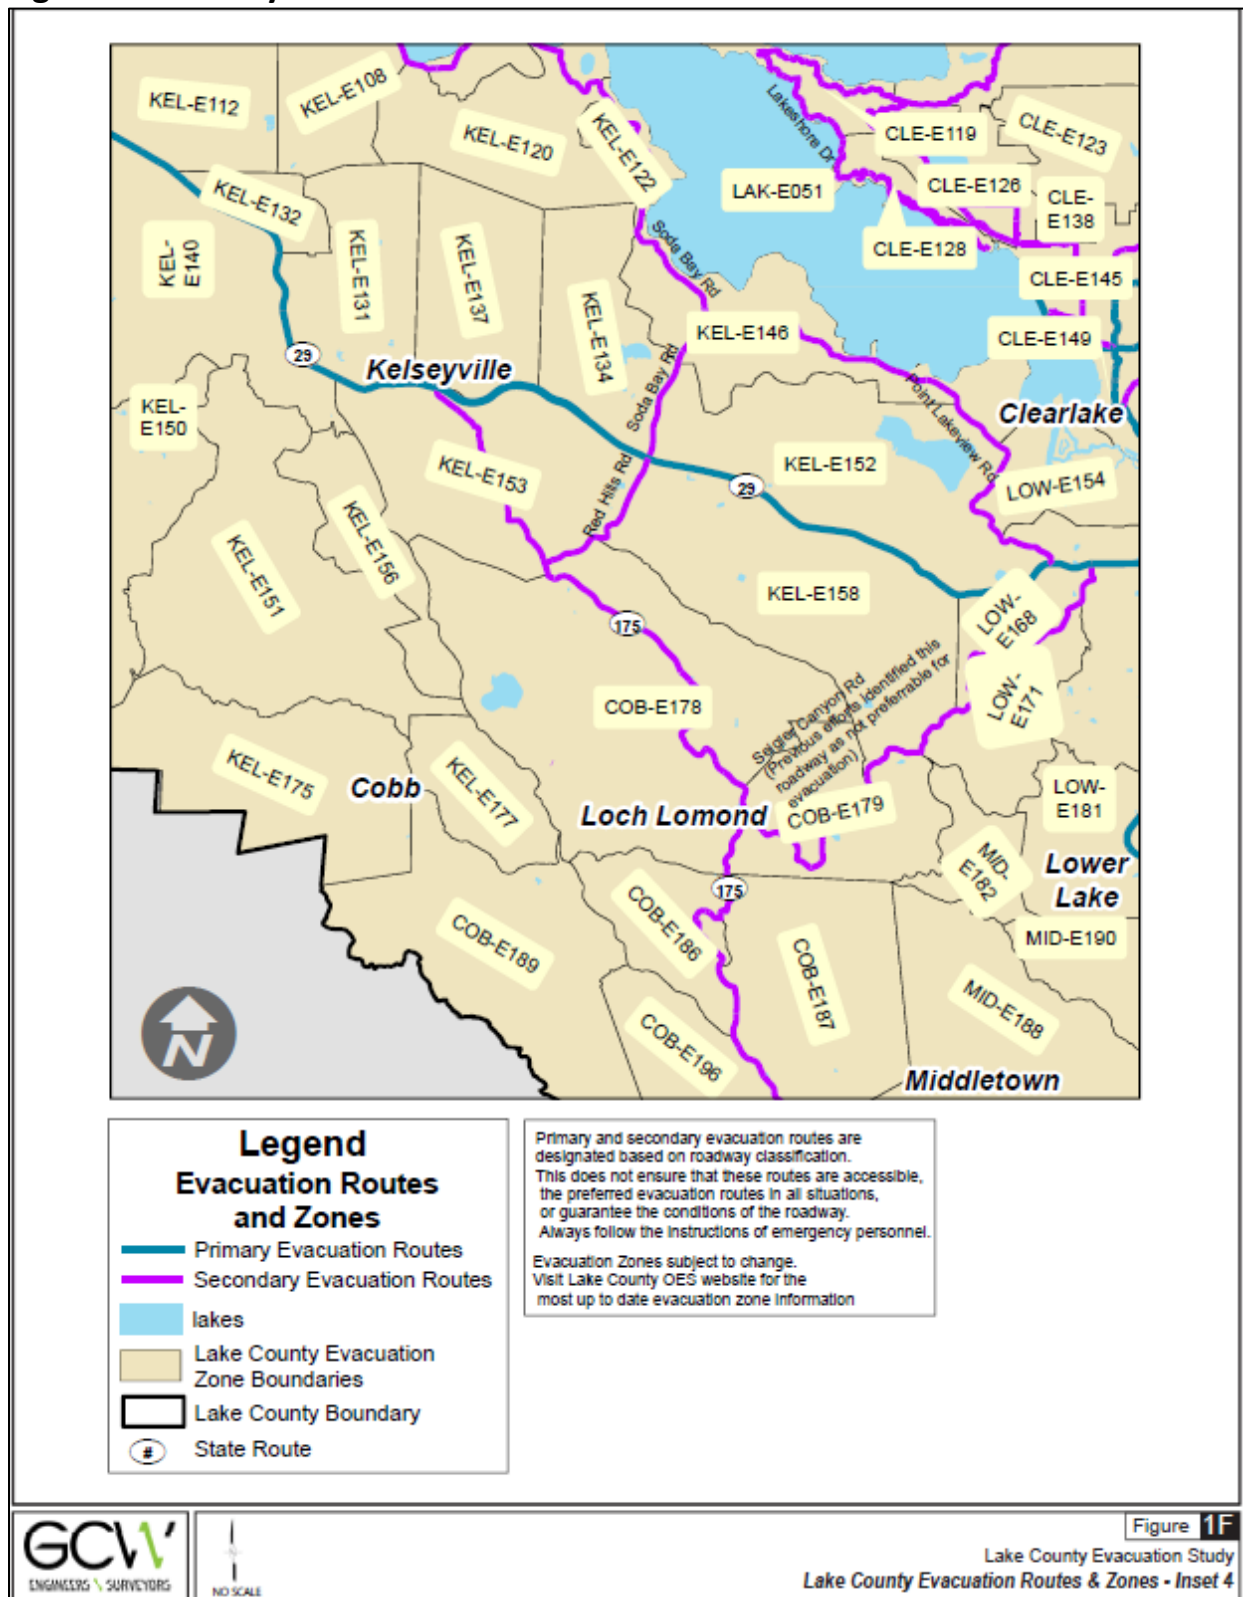 KEL-E112
KEL-E108
KEL-E120
KEL-E122
Lakeshore Dr
CLE-E119
CLE-E123
LAK-E051
CLE-E126
CLE-
E138
CLE-E128
KEL-E132
KEL-
E140
KEL-E131
KEL-E137
KEL-E134
Soda Bay Rd
CLE-E145
KEL-E146
CLE-E149
29
Kelseyville
Soda Bay Rd
Point Lakeview Rd
Clearlake
KEL-
E150
KEL-E153
KEL-E152
LOW-E154
29
Red Hills Rd
KEL-E156
KEL-E151
KEL-E158
LOW-
E168
175
LOW-
E171
COB-E178
Seigler Canyon Rd
(Previous efforts identified this
roadway as not preferrable for
evacuation)
KEL-E175
Cobb
KEL-E177
Loch Lomond
COB-E179
LOW-
E181
MID-
E182
Lower
Lake
175
COB-E189
COB-E186
COB-E187
MID-E190
MID-E188
COB-E196
N
Middletown
Legend
Evacuation Routes
and Zones
Primary Evacuation Routes
Secondary Evacuation Routes
lakes
Lake County Evacuation
Zone Boundaries
Lake County Boundary
# State Route
Primary and secondary evacuation routes are
designated based on roadway classification.
This does not ensure that these routes are accessible,
the preferred evacuation routes in all situations,
or guarantee the conditions of the roadway.
Always follow the instructions of emergency personnel.
Evacuation Zones subject to change.
Visit Lake County OES website for the
most up to date evacuation zone information
GCW
ENGINEERS \ SURVEYORS
NO SCALE
Figure 1F
Lake County Evacuation Study
Lake County Evacuation Routes & Zones - Inset 4